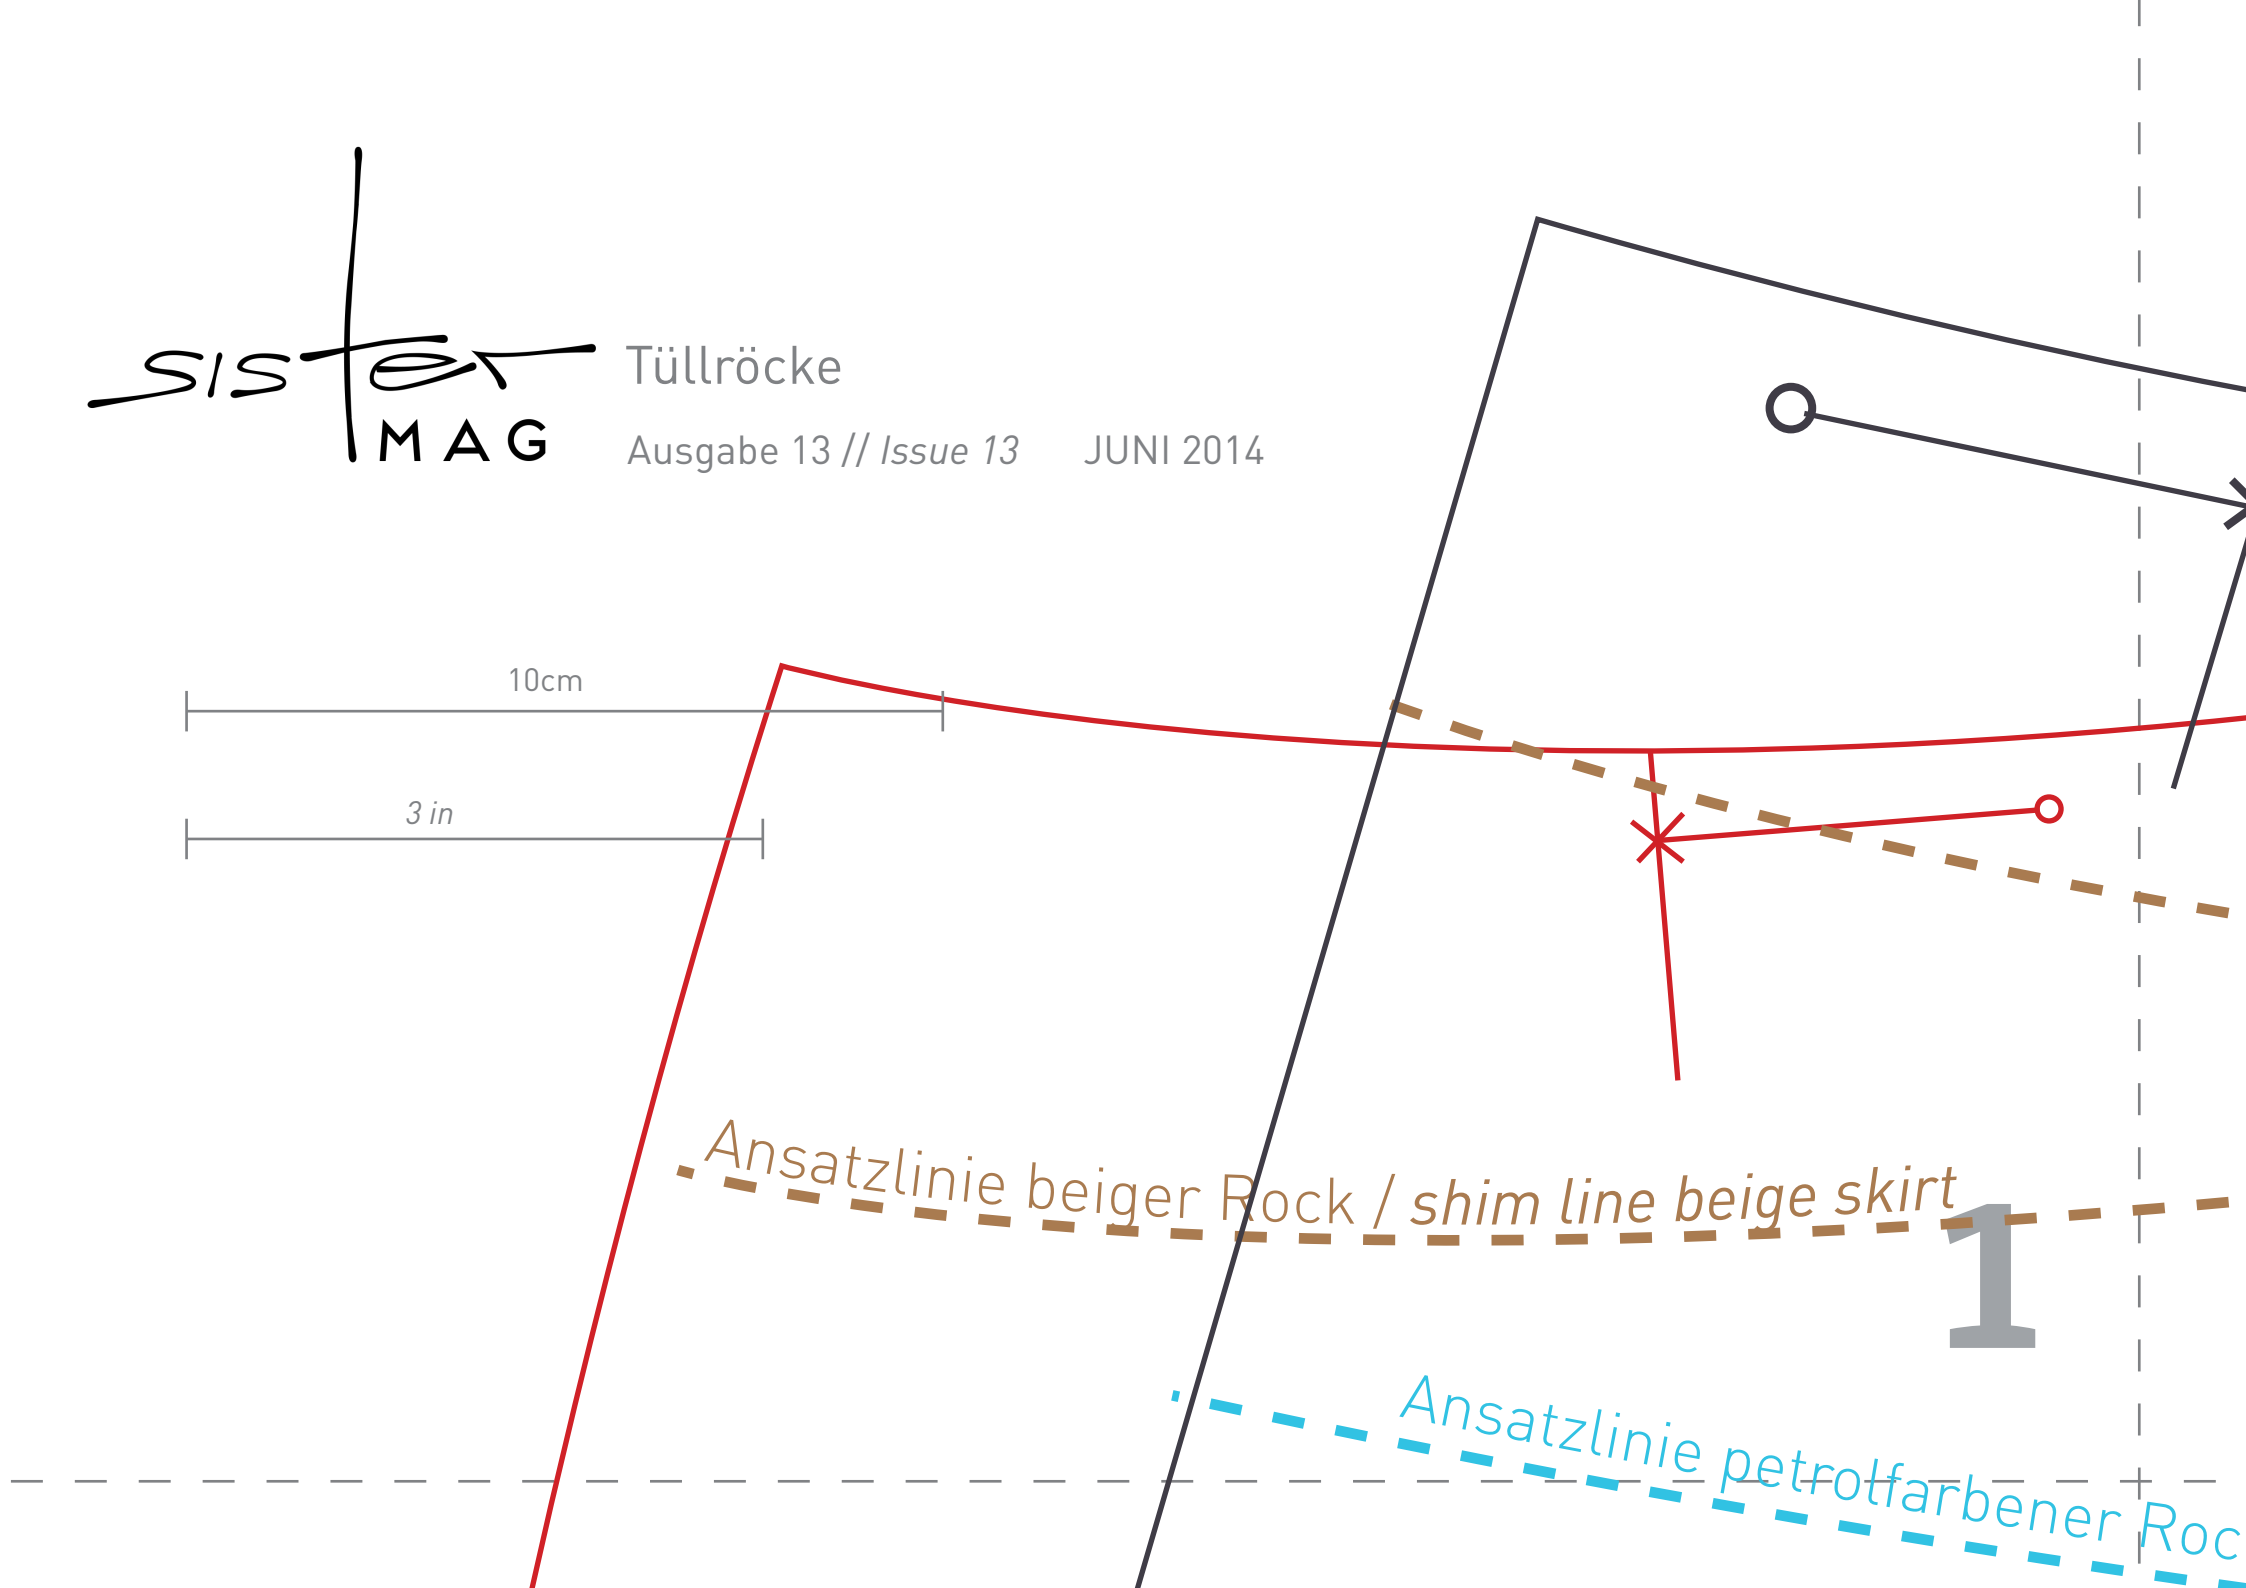 sister
MAG
Tüllröcke
Ausgabe 13 // Issue 13 JUNI 2014
10cm
3 in
Ansatzlinie beiger Rock / shim line beige skirt
1
Ansatzlinie petrolfarbener Roc